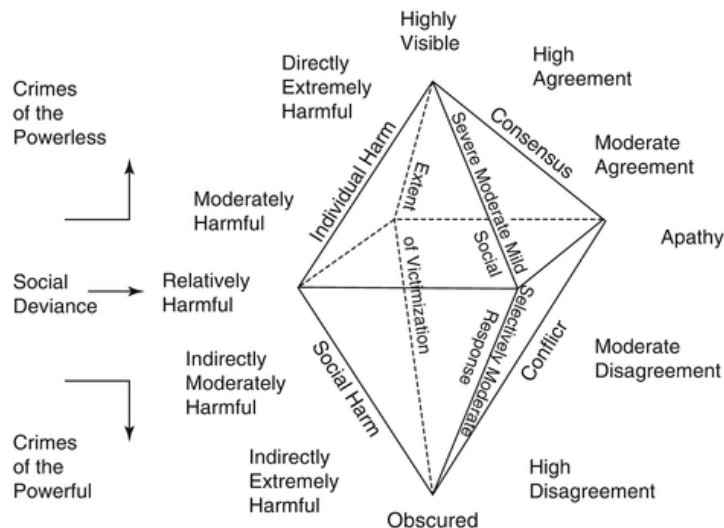 Highly
Visible
High
Agreement
Directly
Extremely
Harmful
Crimes
of the
Powerless
Consensus
Moderate
Agreement
Individual Harm
Extent
of Victimization
Severe Moderate Mild
Social
Response
Moderately
Harmful
Apathy
Social
Deviance
Relatively
Harmful
Selectively Moderate
Conflicr
Social Harm
Indirectly
Moderately
Harmful
Moderate
Disagreement
Crimes
of the
Powerful
Indirectly
Extremely
Harmful
High
Disagreement
Obscured